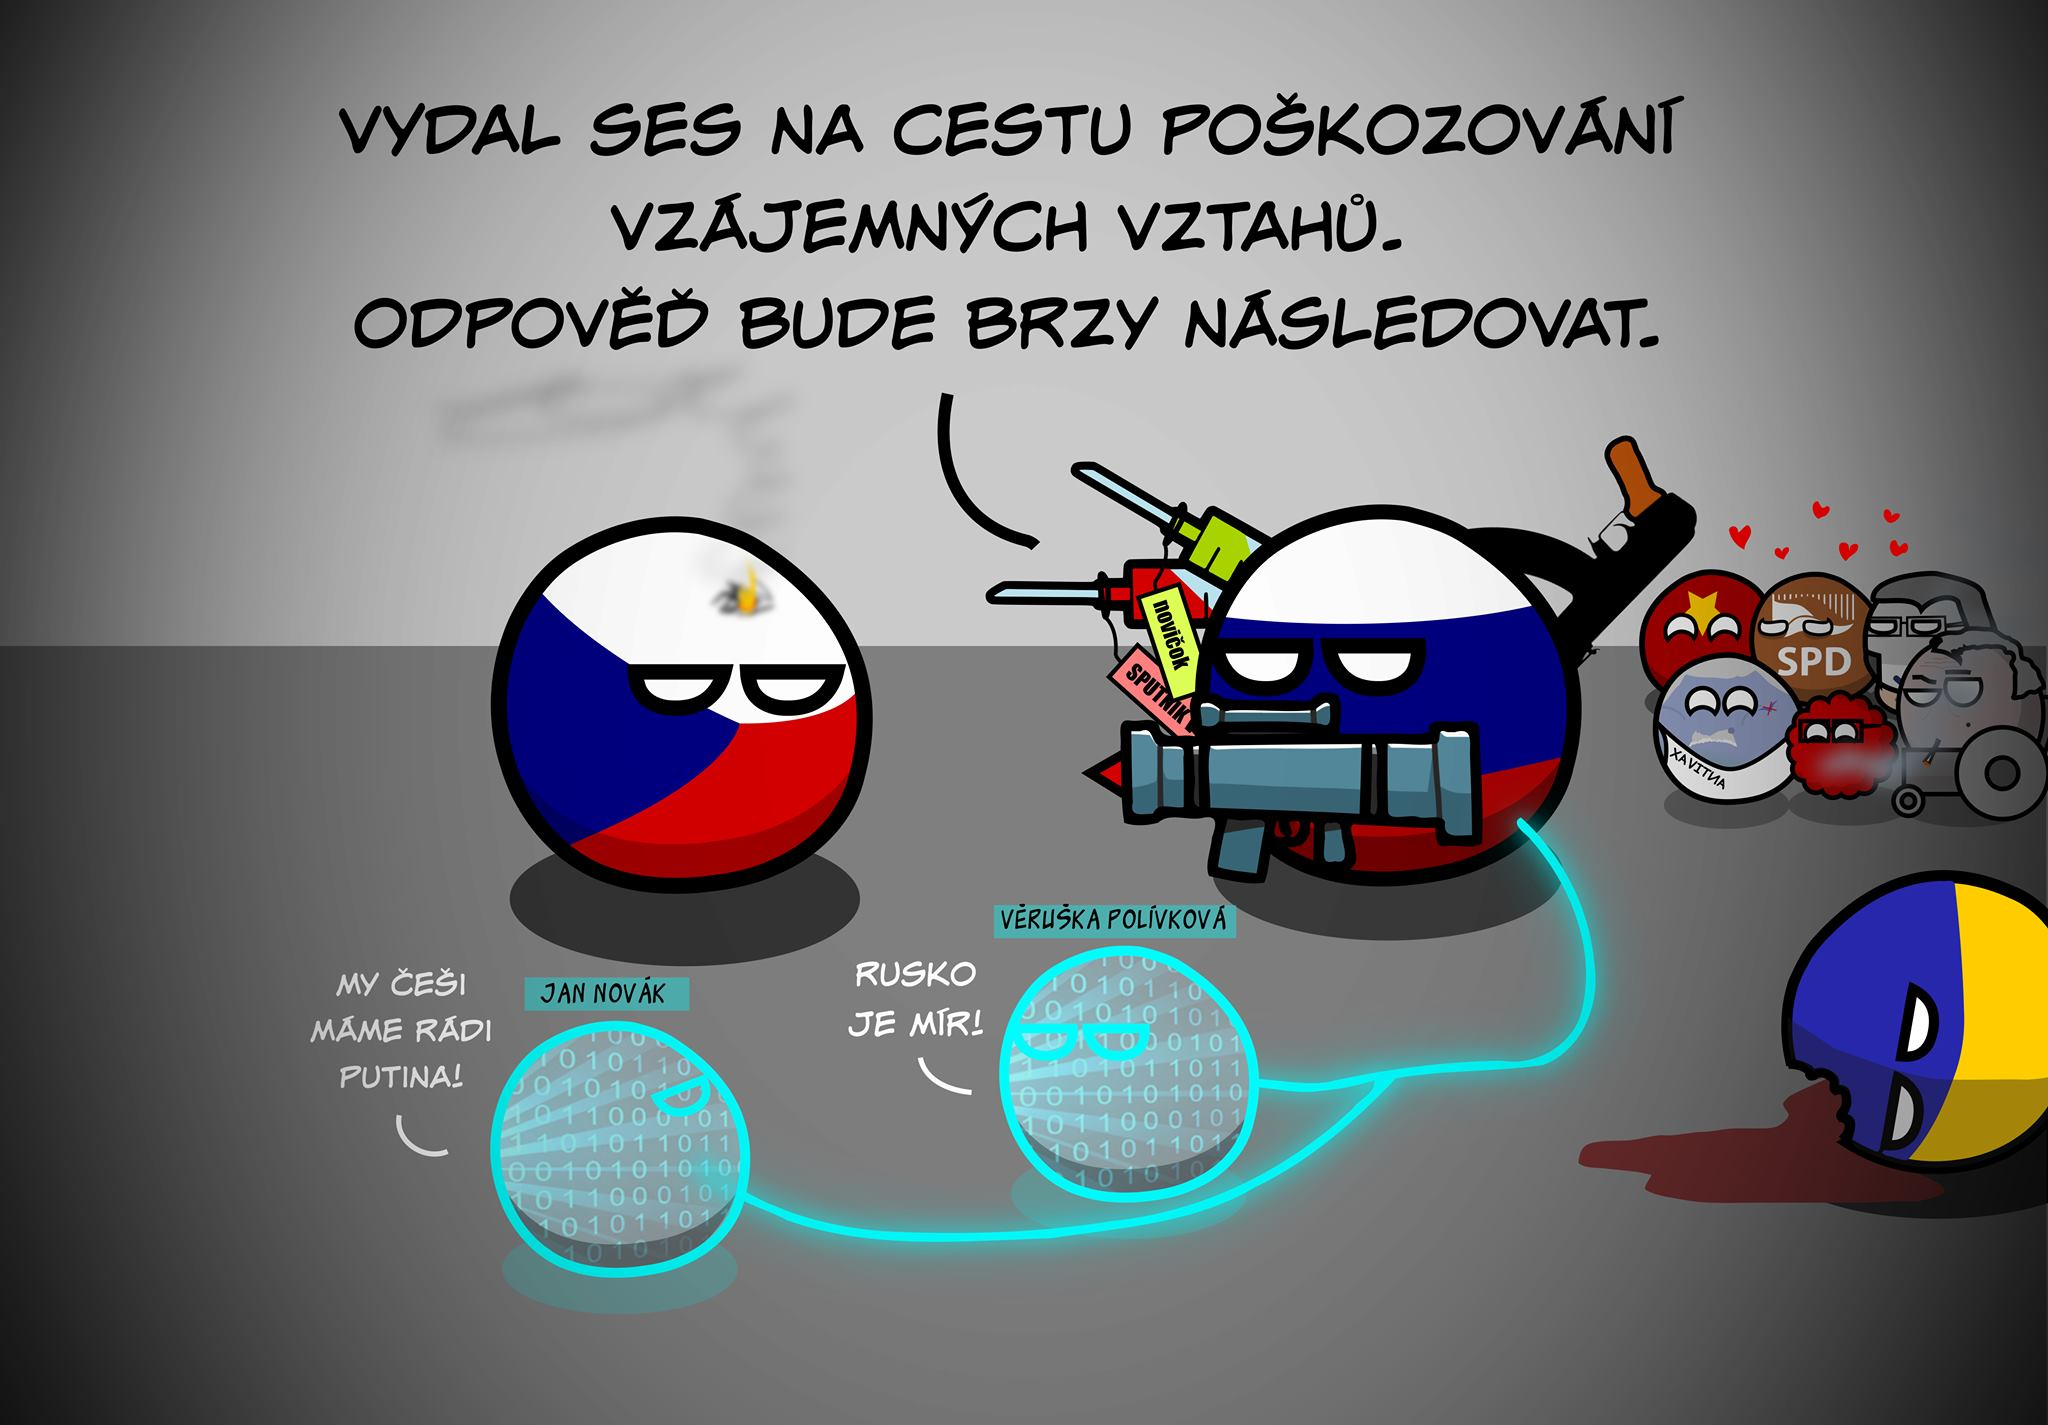 VYDAL SES NA CESTU POŠKOZOVÁNÍ
VZÁJEMNÝCH VZTAHŮ.
ODPOVĚĎ BUDE BRZY NÁSLEDOVAT.
novičok
SPUTNIK
SPD
XAVITNA
VĚRUŠKA POLÍVKOVÁ
RUSKO
JE MÍR!
JAN NOVÁK
MY ČEŠI
MÁME RÁDI
PUTINA!